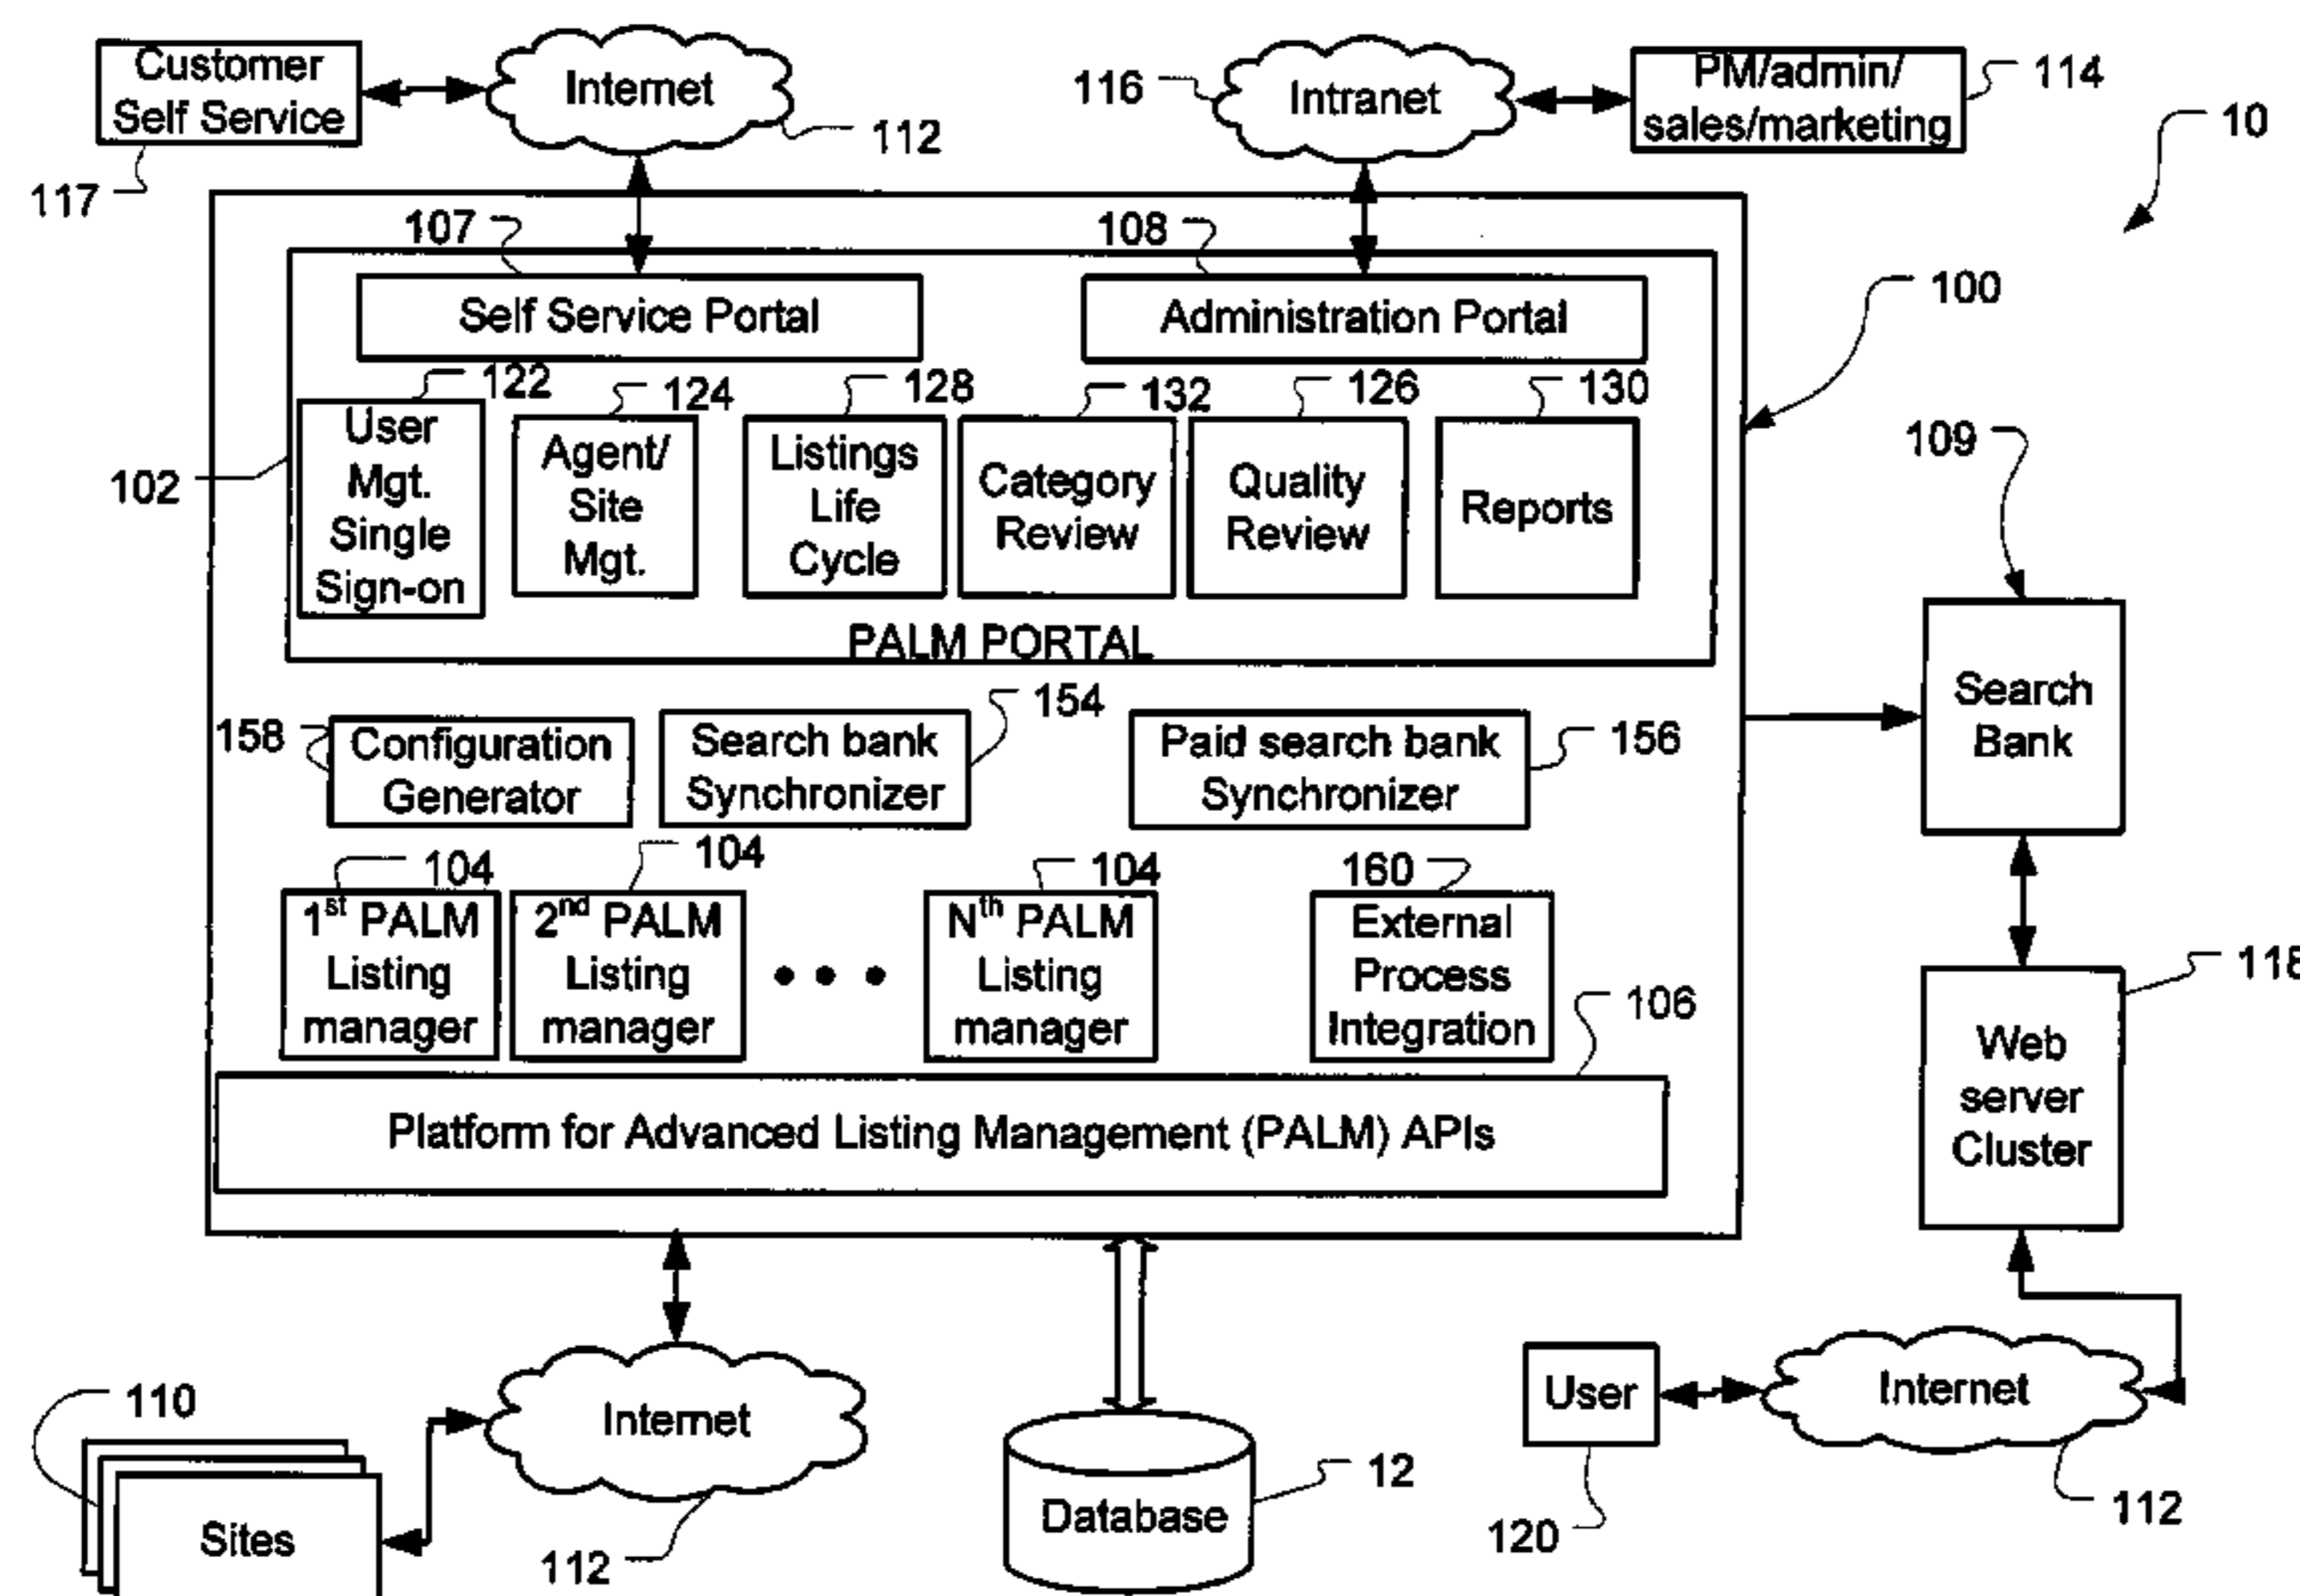 Customer
Self Service
117
Internet
112
116
Intranet
PM/admin/
sales/marketing
114
10
107
108
Self Service Portal
Administration Portal
100
122
124
128
132
126
130
102
User
Mgt.
Single
Sign-on
Agent/
Site
Mgt.
Listings
Life
Cycle
Category
Review
Quality
Review
Reports
PALM PORTAL
109
Search
Bank
158
Configuration
Generator
154
Search bank
Synchronizer
Paid search bank
Synchronizer
156
104
104
104
160
1st PALM
Listing
manager
2nd PALM
Listing
manager
• • •
Nth PALM
Listing
manager
External
Process
Integration
106
118
Web
server
Cluster
Platform for Advanced Listing Management (PALM) APIs
110
Sites
Internet
112
Database
12
User
120
Internet
112